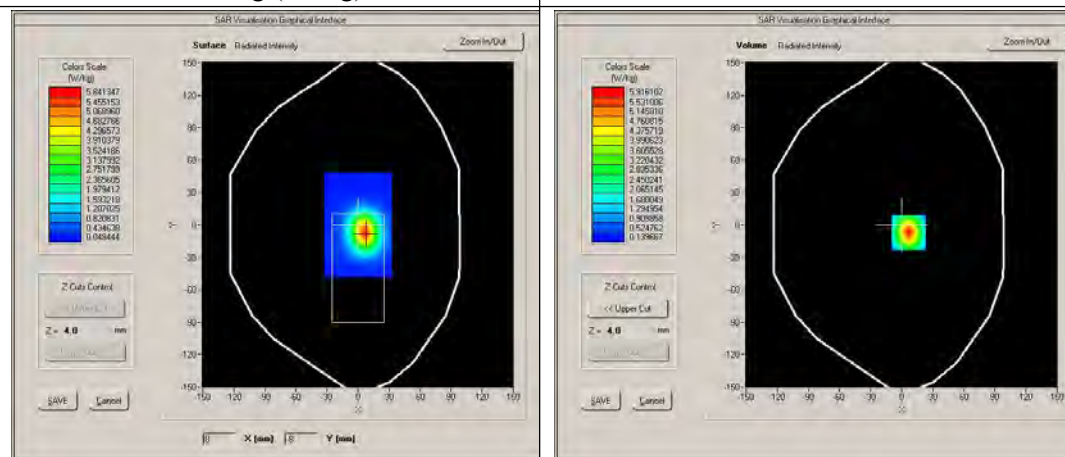 SAR Visualisation Graphical Interface
Surface Radiated Intensity
Zoom In/Out
Colors Scale
(W/kg)
5.841347
5.455153
5.068960
4.682766
4.296573
3.910379
3.524186
3.137992
2.751799
2.365605
1.979412
1.593218
1.207025
0.820831
0.434638
0.048444
Z Cuts Control
Z = 4.0 mm
SAVE
Cancel
150
120
90
60
30
0
-30
-60
-90
-120
-150
Y
-150 -120 -90 -60 -30 0 30 60 90 120 150
X
X (mm)
Y (mm)
SAR Visualisation Graphical Interface
Volume Radiated Intensity
Zoom In/Out
Colors Scale
(W/kg)
5.916102
5.531006
5.145910
4.760815
4.375719
3.990623
3.605528
3.220432
2.835336
2.450241
2.065145
1.680049
1.294954
0.909858
0.524762
0.139667
Z Cuts Control
<< Upper Cut
Z = 4.0 mm
SAVE
Cancel
150
120
90
60
30
0
-30
-60
-90
-120
-150
Y
-150 -120 -90 -60 -30 0 30 60 90 120 150
X